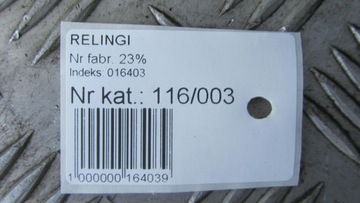 RELINGI
Nr fabr. 23%
Indeks: 016403
Nr kat.: 116/003
1 000000 164039